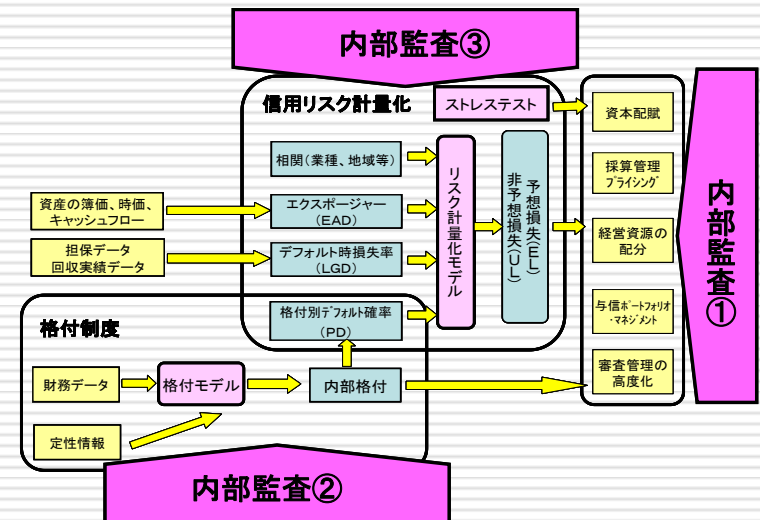 内部監査③
信用リスク計量化
ストレステスト
資本配賦
相関(業種、地域等)
採算管理
プライシング
資産の簿価、時価、
キャッシュフロー
エクスポージャー
(EAD)
リスク計量化モデル
予想損失(EL)
非予想損失(UL)
経営資源の
配分
内部監査①
担保データ
回収実績データ
デフォルト時損失率
(LGD)
格付制度
格付別デフォルト確率
(PD)
与信ポートフォリオ
・マネジメント
財務データ
格付モデル
内部格付
審査管理の
高度化
定性情報
内部監査②